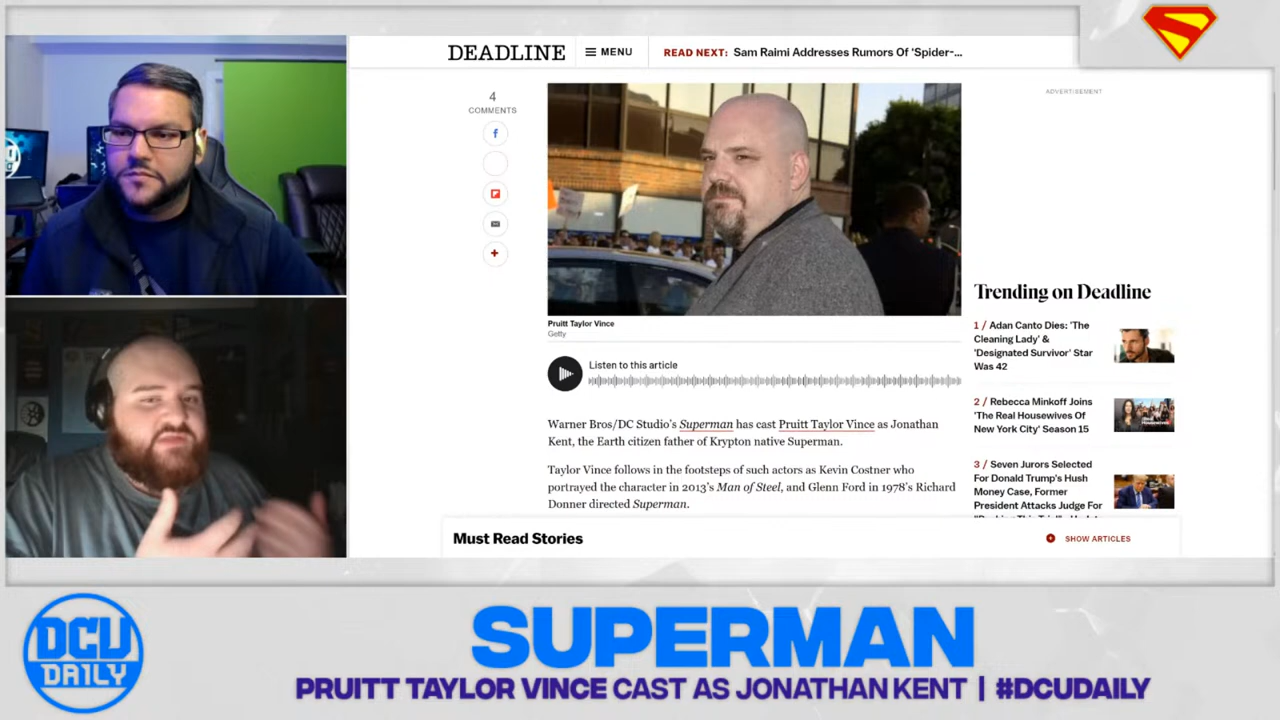 DEADLINE
MENU
READ NEXT: Sam Raimi Addresses Rumors Of 'Spider-...
4
COMMENTS
ADVERTISEMENT
Pruitt Taylor Vince
Getty
Listen to this article
Warner Bros/DC Studio's Superman has cast Pruitt Taylor Vince as Jonathan
Kent, the Earth citizen father of Krypton native Superman.
Taylor Vince follows in the footsteps of such actors as Kevin Costner who
portrayed the character in 2013's Man of Steel, and Glenn Ford in 1978's Richard
Donner directed Superman.
Trending on Deadline
1 / Adan Canto Dies: 'The
Cleaning Lady' &
'Designated Survivor' Star
Was 42
2 / Rebecca Minkoff Joins
'The Real Housewives Of
New York City' Season 15
3 / Seven Jurors Selected
For Donald Trump's Hush
Money Case, Former
President Attacks Judge For
Must Read Stories
SHOW ARTICLES
DCU
DAILY
SUPERMAN
PRUITT TAYLOR VINCE CAST AS JONATHAN KENT | #DCUDAILY